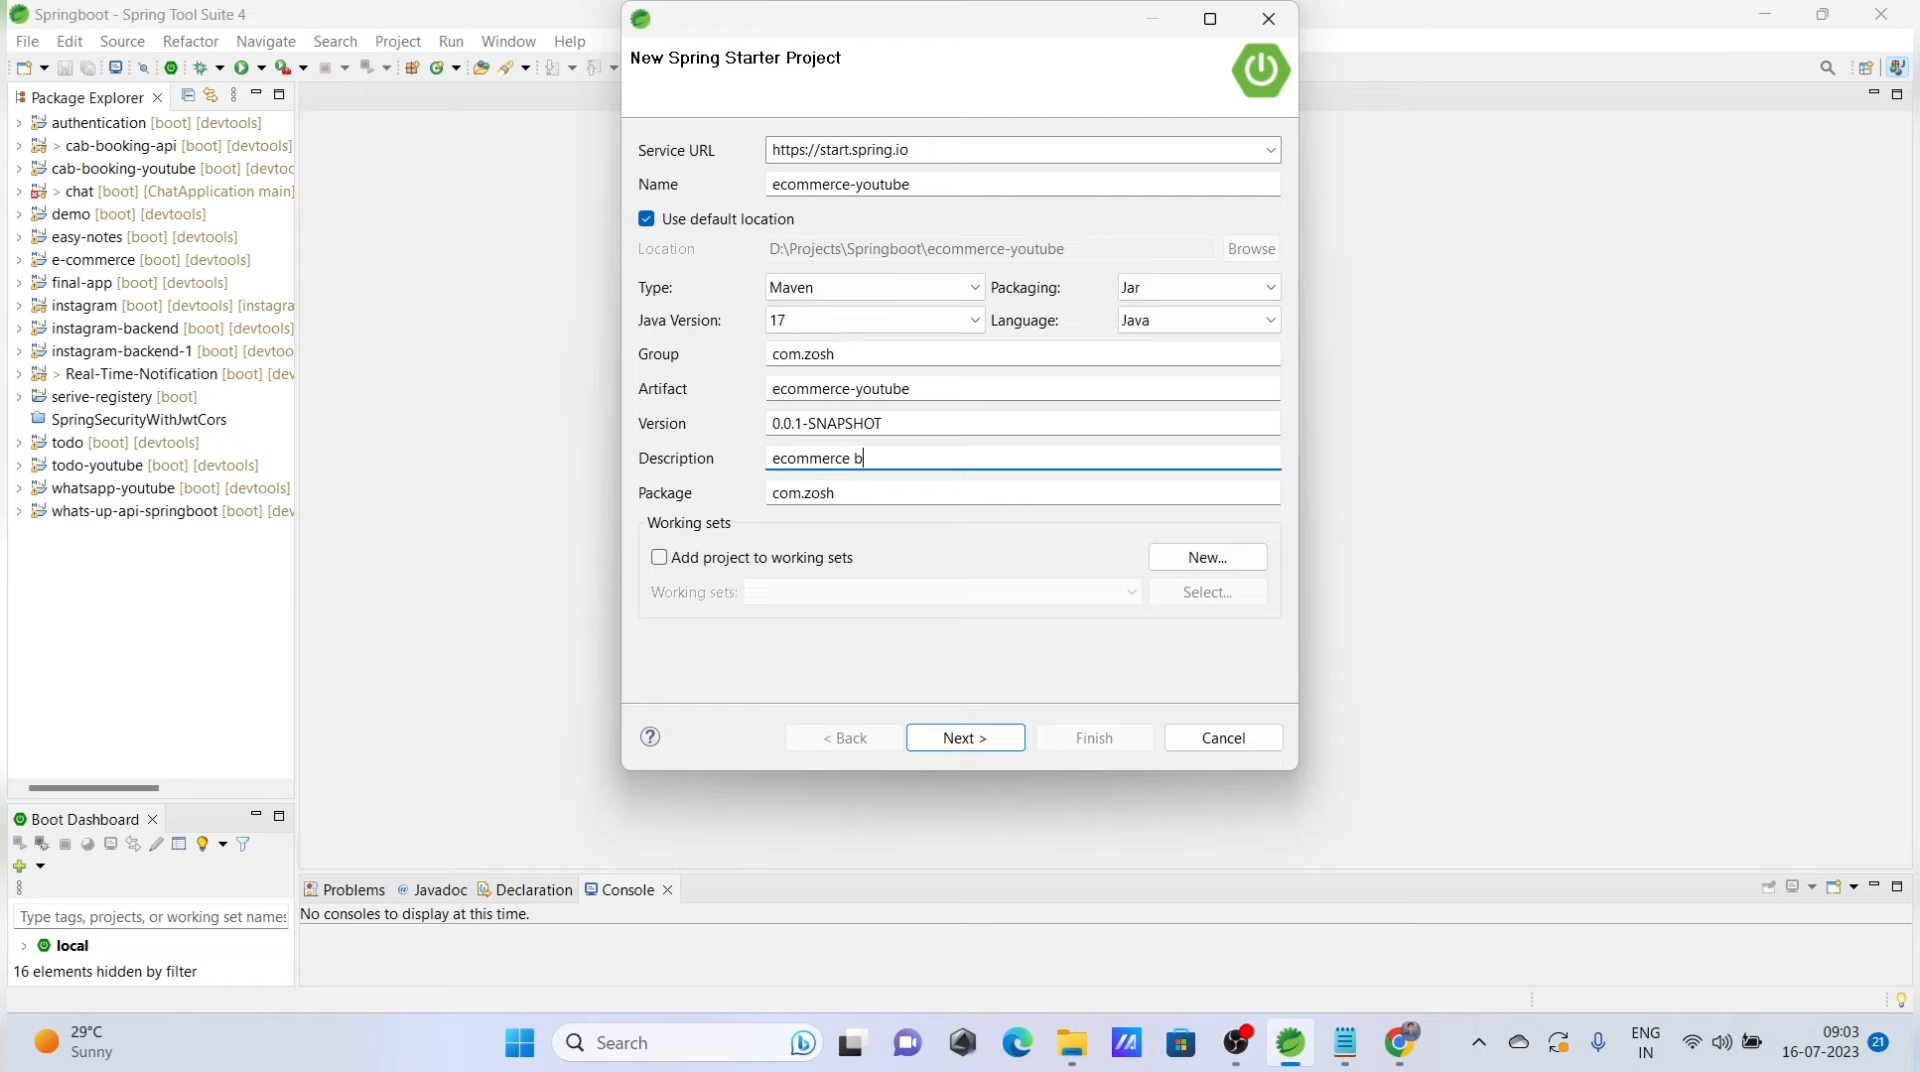 Springboot - Spring Tool Suite 4
File Edit Source Refactor Navigate Search Project Run Window Help
Package Explorer
authentication [boot] [devtools]
> cab-booking-api [boot] [devtools]
cab-booking-youtube [boot] [devtoo
> chat [boot] [ChatApplication main]
demo [boot] [devtools]
easy-notes [boot] [devtools]
e-commerce [boot] [devtools]
final-app [boot] [devtools]
instagram [boot] [devtools] [instagra
instagram-backend [boot] [devtools]
instagram-backend-1 [boot] [devtoo
> Real-Time-Notification [boot] [dev
serive-registery [boot]
SpringSecurityWithJwtCors
todo [boot] [devtools]
todo-youtube [boot] [devtools]
whatsapp-youtube [boot] [devtools]
whats-up-api-springboot [boot] [dev
New Spring Starter Project
Service URL https://start.spring.io
Name ecommerce-youtube
Use default location
Location D:\Projects\Springboot\ecommerce-youtube Browse
Type: Maven Packaging: Jar
Java Version: 17 Language: Java
Group com.zosh
Artifact ecommerce-youtube
Version 0.0.1-SNAPSHOT
Description ecommerce b
Package com.zosh
Working sets
Add project to working sets New...
Working sets: Select...
< Back Next > Finish Cancel
Boot Dashboard
Type tags, projects, or working set names
local
16 elements hidden by filter
Problems Javadoc Declaration Console
No consoles to display at this time.
29°C
Sunny
Search
ENG
IN
09:03
16-07-2023
21